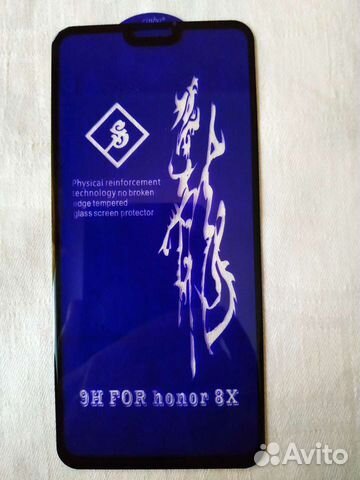 Physical reinforcement
technology no broken
edge tempered
glass screen protector
9H FOR honor 8X
Avito